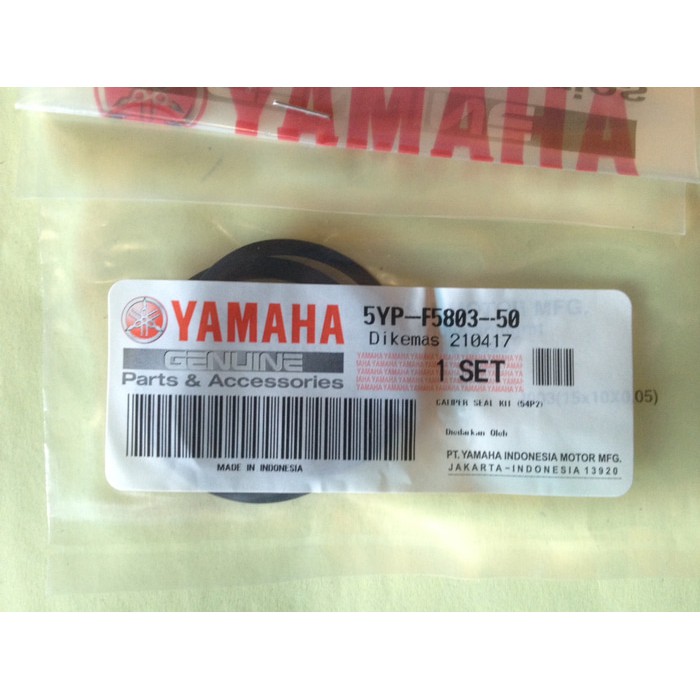 YAMAHA
YAMAHA
GENUINE
Parts & Accessories
MADE IN INDONESIA
5YP-F5803-50
Dikemas 210417
1 SET
CALIPER SEAL KIT (54P2)
Diedarkan Oleh
PT. YAMAHA INDONESIA MOTOR MFG.
JAKARTA-INDONESIA 13920